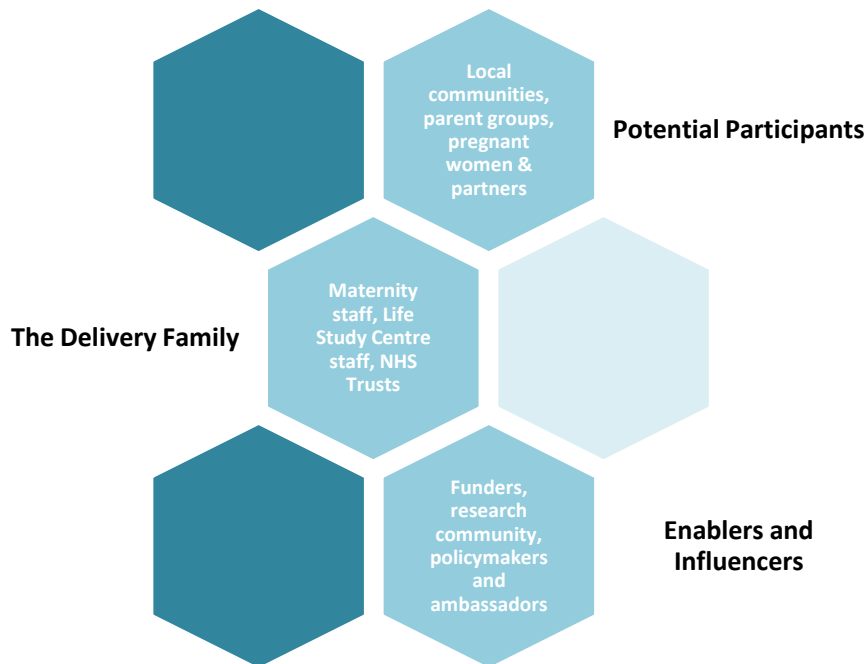 Local
communities,
parent groups,
pregnant
women &
partners
Potential Participants
The Delivery Family
Maternity
staff, Life
Study Centre
staff, NHS
Trusts
Funders,
research
community,
policymakers
and
ambassadors
Enablers and
Influencers